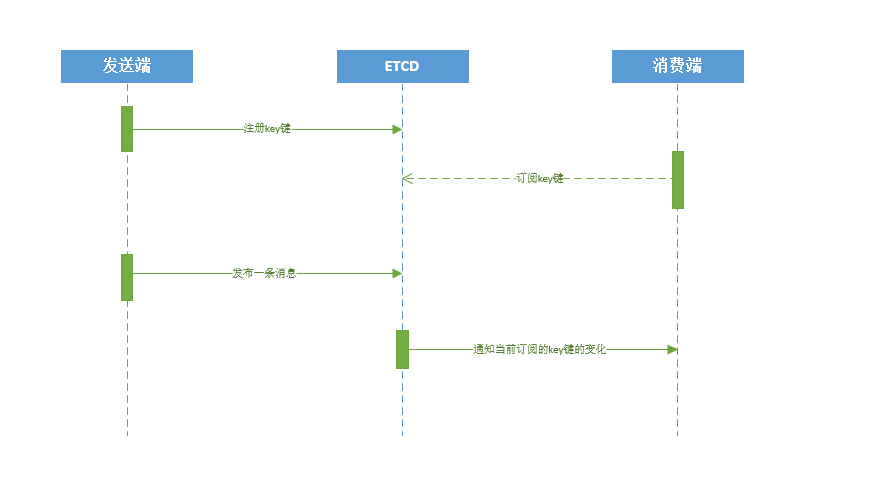 发送端
ETCD
消费端
注册key键
订阅key键
发布一条消息
通知当前订阅的key键的变化